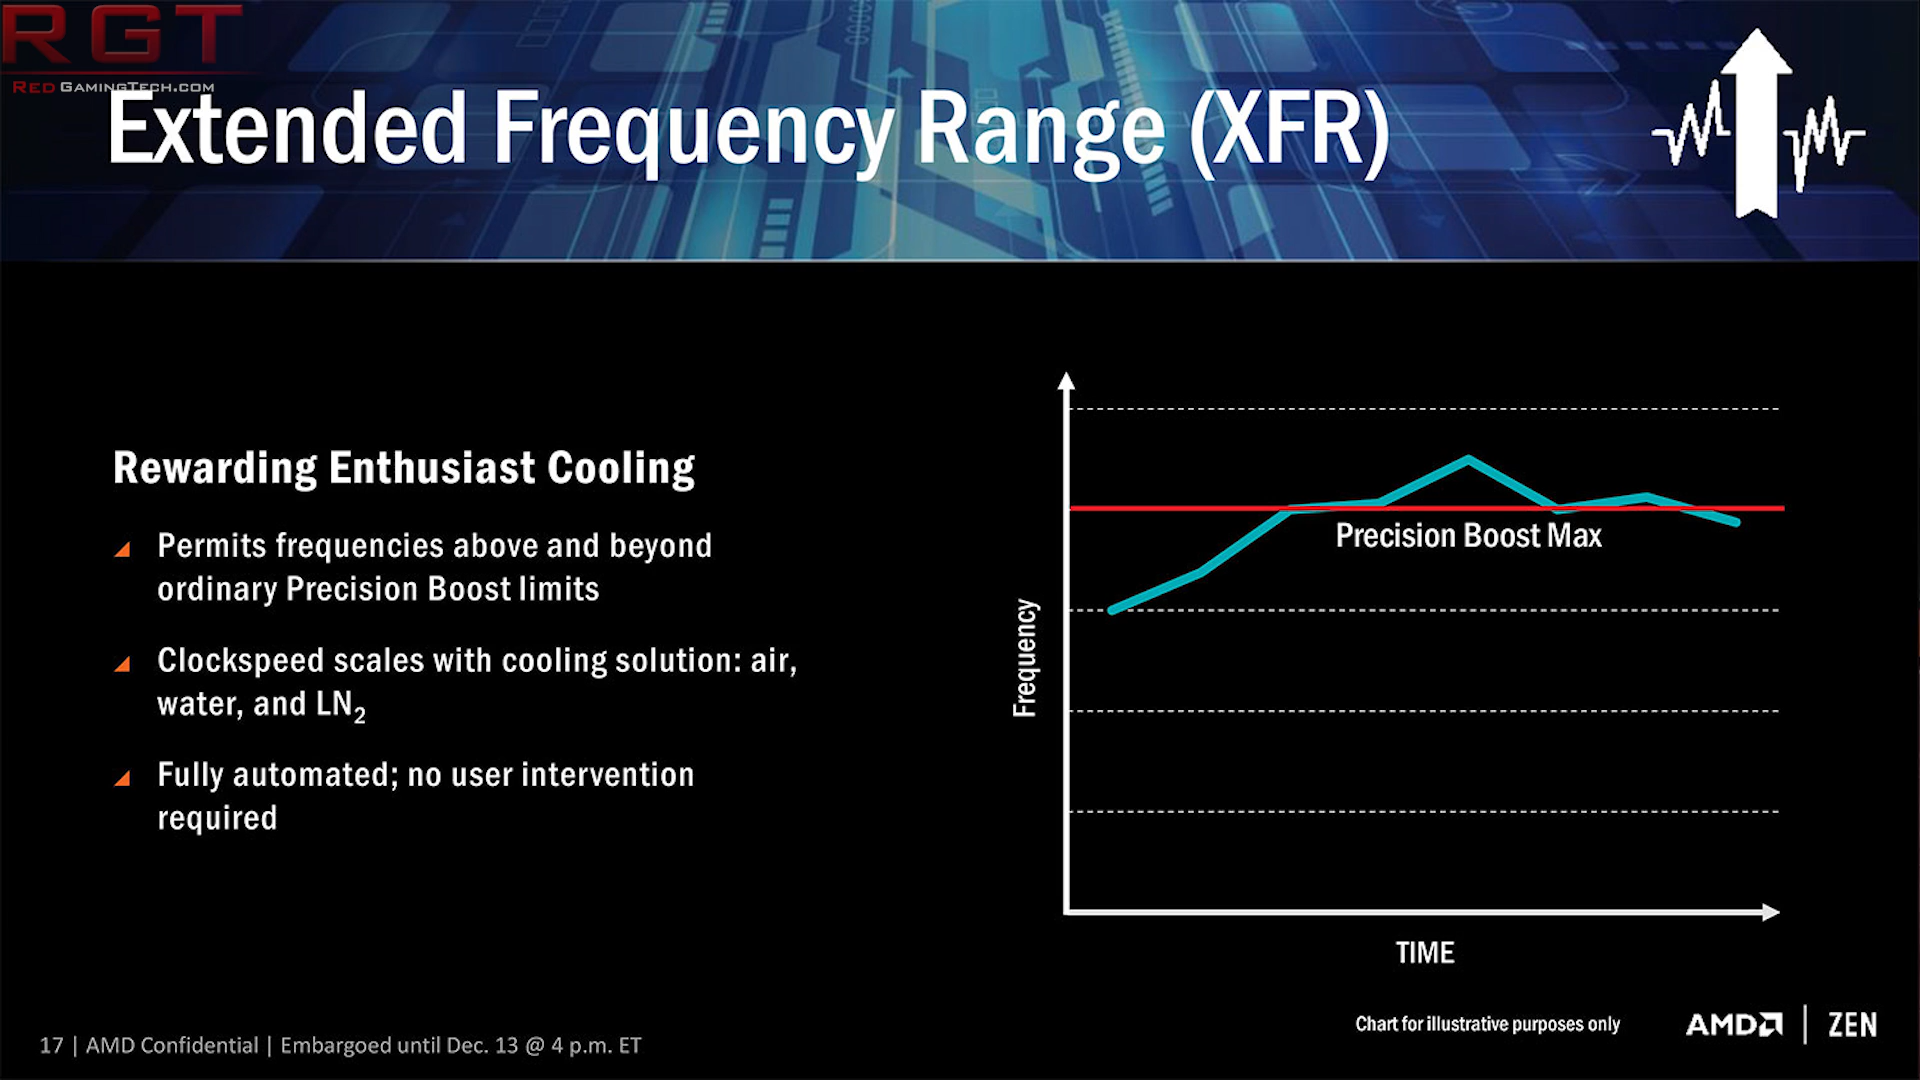 RGT
RedGamingTech.com
Extended Frequency Range (XFR)
Rewarding Enthusiast Cooling
Permits frequencies above and beyond
ordinary Precision Boost limits
Clockspeed scales with cooling solution: air,
water, and LN₂
Fully automated; no user intervention
required
Precision Boost Max
Frequency
TIME
Chart for illustrative purposes only
AMD | ZEN
17 | AMD Confidential | Embargoed until Dec. 13 @ 4 p.m. ET